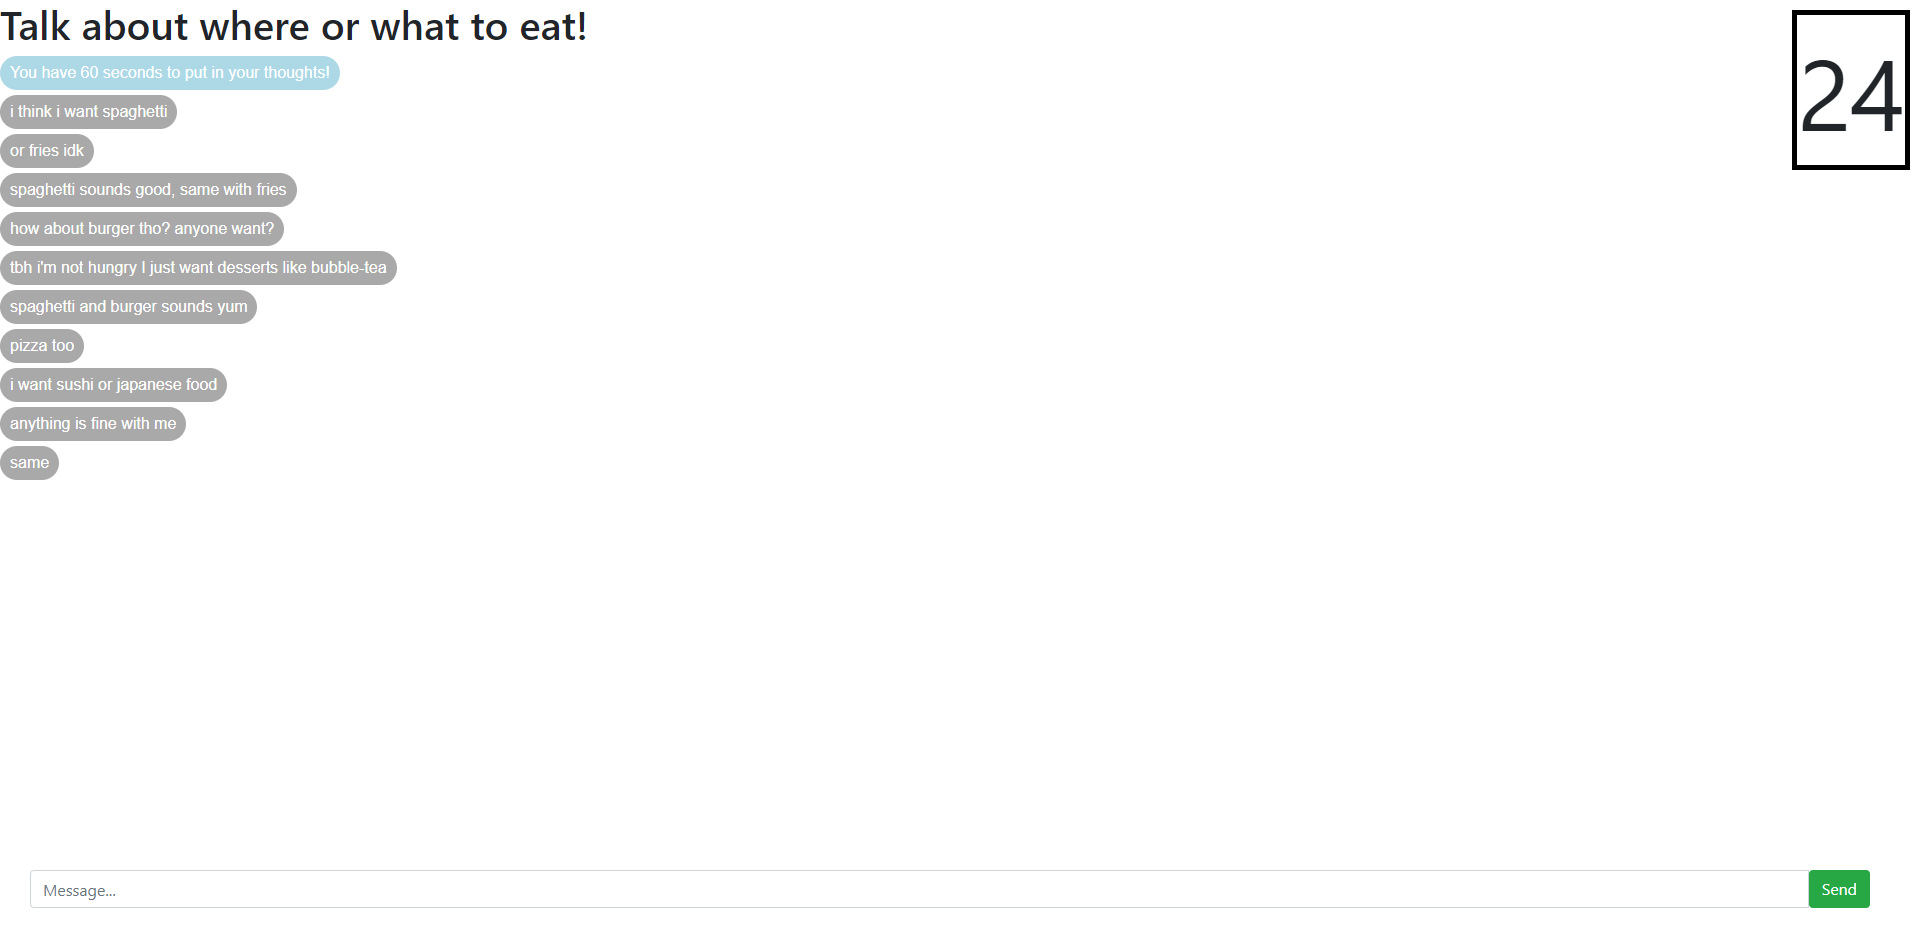 Talk about where or what to eat!
24
You have 60 seconds to put in your thoughts!
i think i want spaghetti
or fries idk
spaghetti sounds good, same with fries
how about burger tho? anyone want?
tbh i'm not hungry I just want desserts like bubble-tea
spaghetti and burger sounds yum
pizza too
i want sushi or japanese food
anything is fine with me
same
Message...
Send